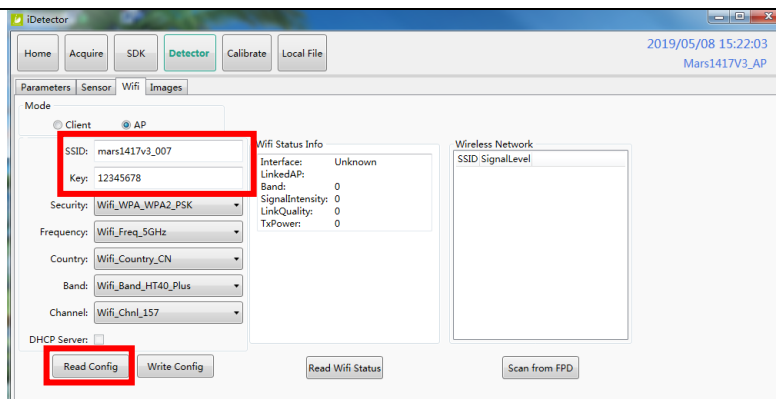 iDetector
Home Acquire SDK Detector Calibrate Local File
2019/05/08 15:22:03
Mars1417V3_AP
Parameters Sensor Wifi Images
Mode
Client AP
SSID: mars1417v3_007
Key: 12345678
Security: Wifi_WPA_WPA2_PSK
Frequency: Wifi_Freq_5GHz
Country: Wifi_Country_CN
Band: Wifi_Band_HT40_Plus
Channel: Wifi_Chnl_157
DHCP Server:
Read Config Write Config
Wifi Status Info
Interface: Unknown
LinkedAP:
Band: 0
SignalIntensity: 0
LinkQuality: 0
TxPower: 0
Read Wifi Status
Wireless Network
SSID SignalLevel
Scan from FPD